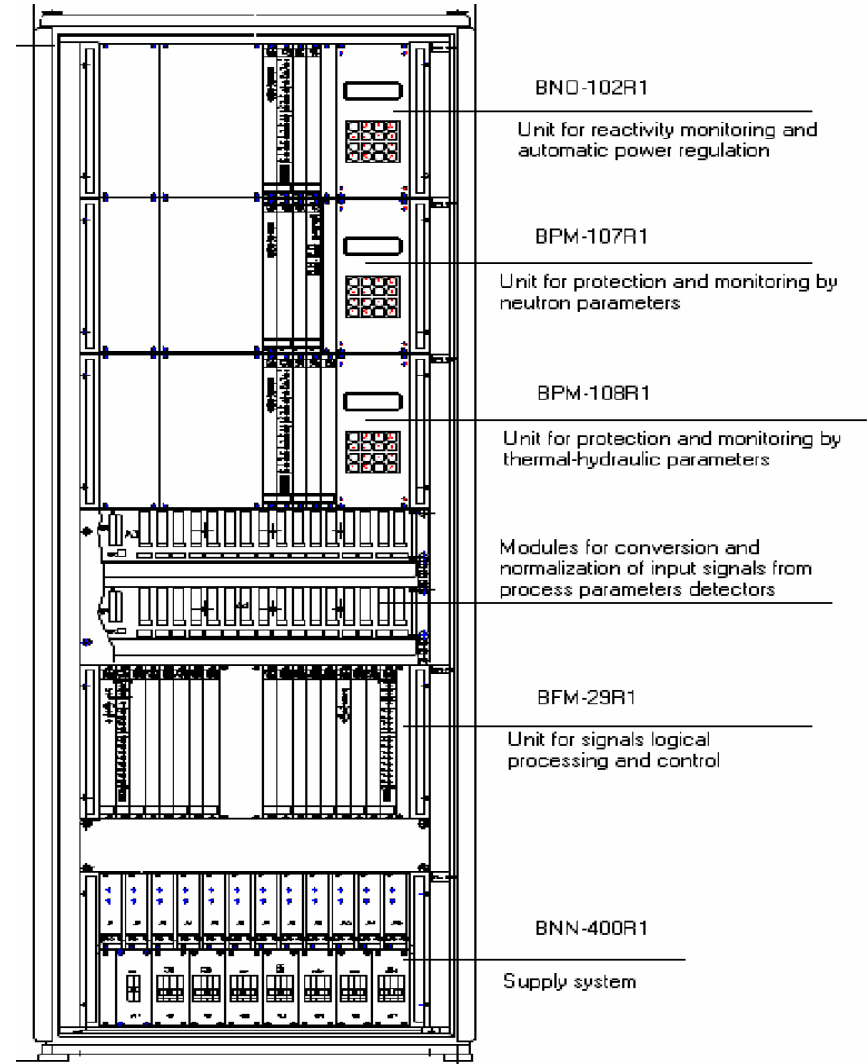 BNO-102R1
Unit for reactivity monitoring and
automatic power regulation
BPM-107R1
Unit for protection and monitoring by
neutron parameters
BPM-108R1
Unit for protection and monitoring by
thermal-hydraulic parameters
Modules for conversion and
normalization of input signals from
process parameters detectors
BFM-29R1
Unit for signals logical
processing and control
BNN-400R1
Supply system